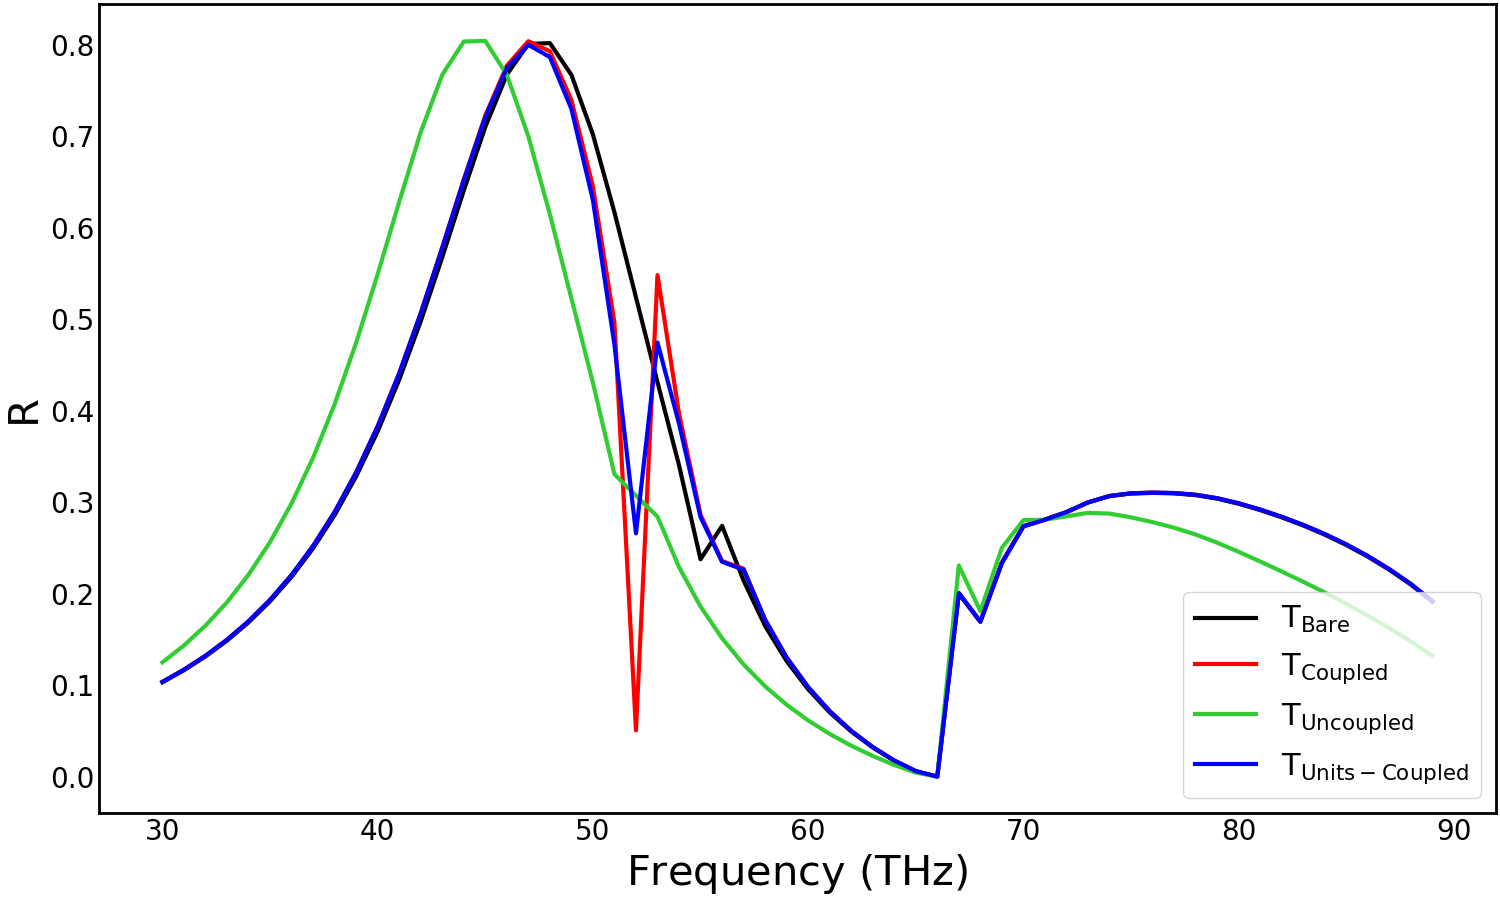 0.8
0.7
0.6
0.5
0.4
0.3
0.2
0.1
0.0
R
30 40 50 60 70 80 90
Frequency (THz)
T_Bare
T_Coupled
T_Uncoupled
T_Units−Coupled